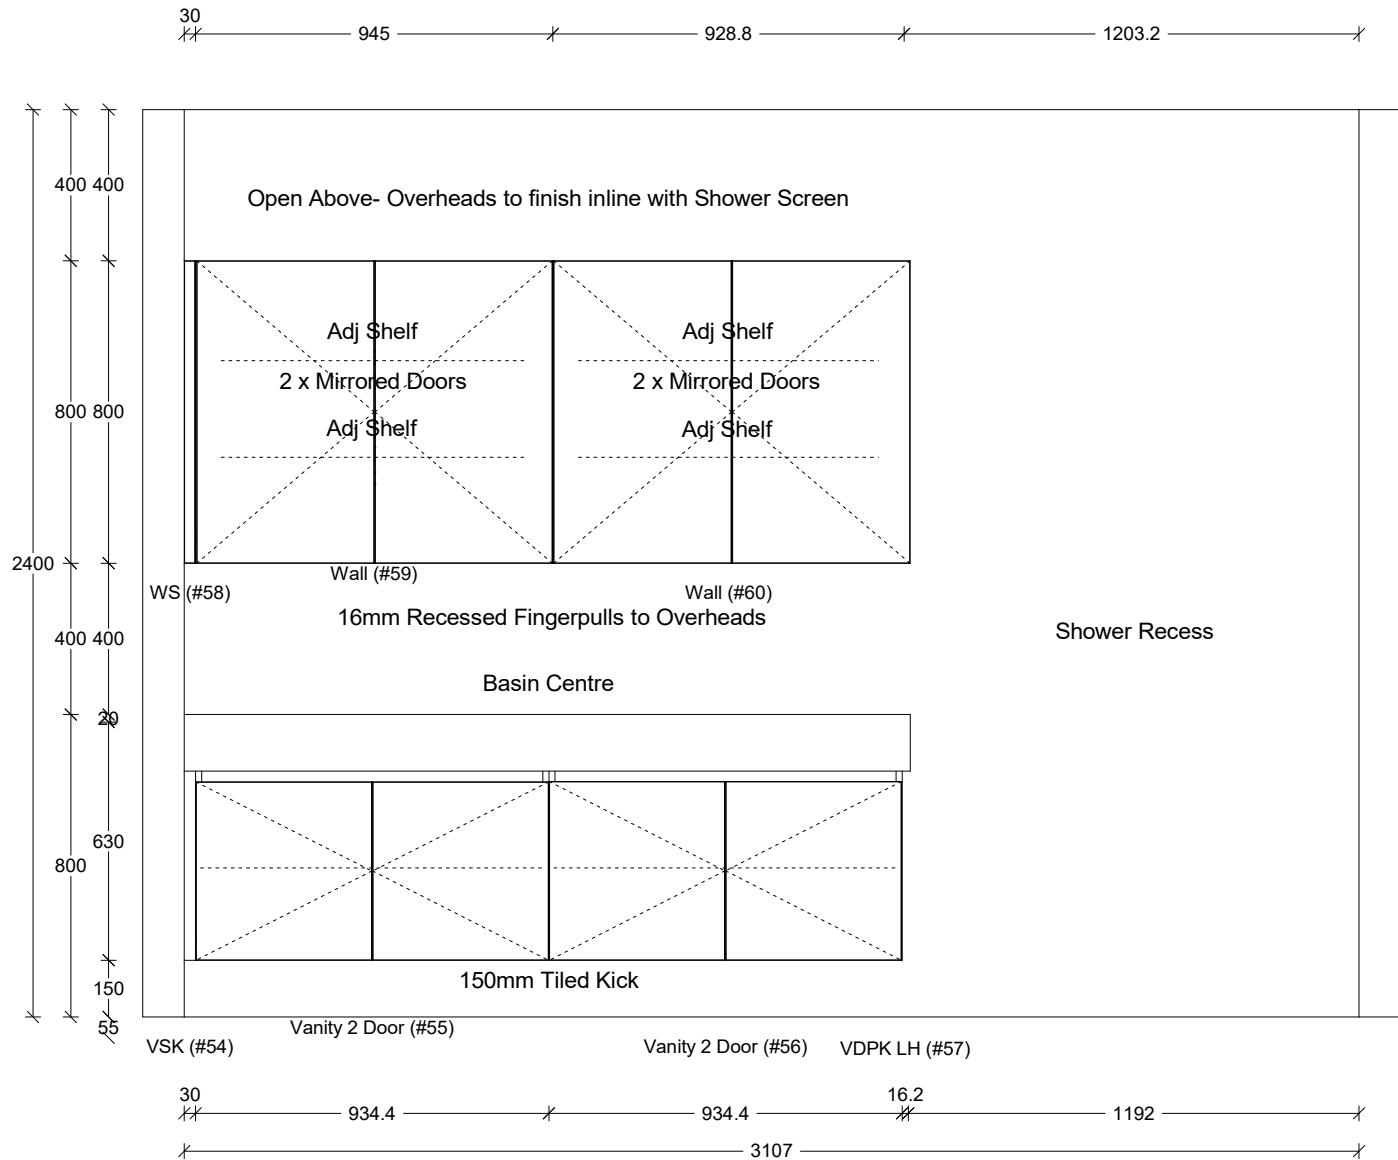 30
945 928.8 1203.2
400 400
Open Above- Overheads to finish inline with Shower Screen
Adj Shelf Adj Shelf
2 x Mirrored Doors 2 x Mirrored Doors
800 800
Adj Shelf Adj Shelf
2400
Wall (#59)
WS (#58) Wall (#60)
16mm Recessed Fingerpulls to Overheads
400 400 Shower Recess
Basin Centre
20
630
800
150mm Tiled Kick
150
55 Vanity 2 Door (#55)
VSK (#54) Vanity 2 Door (#56) VDPK LH (#57)
30 16.2
934.4 934.4 1192
3107